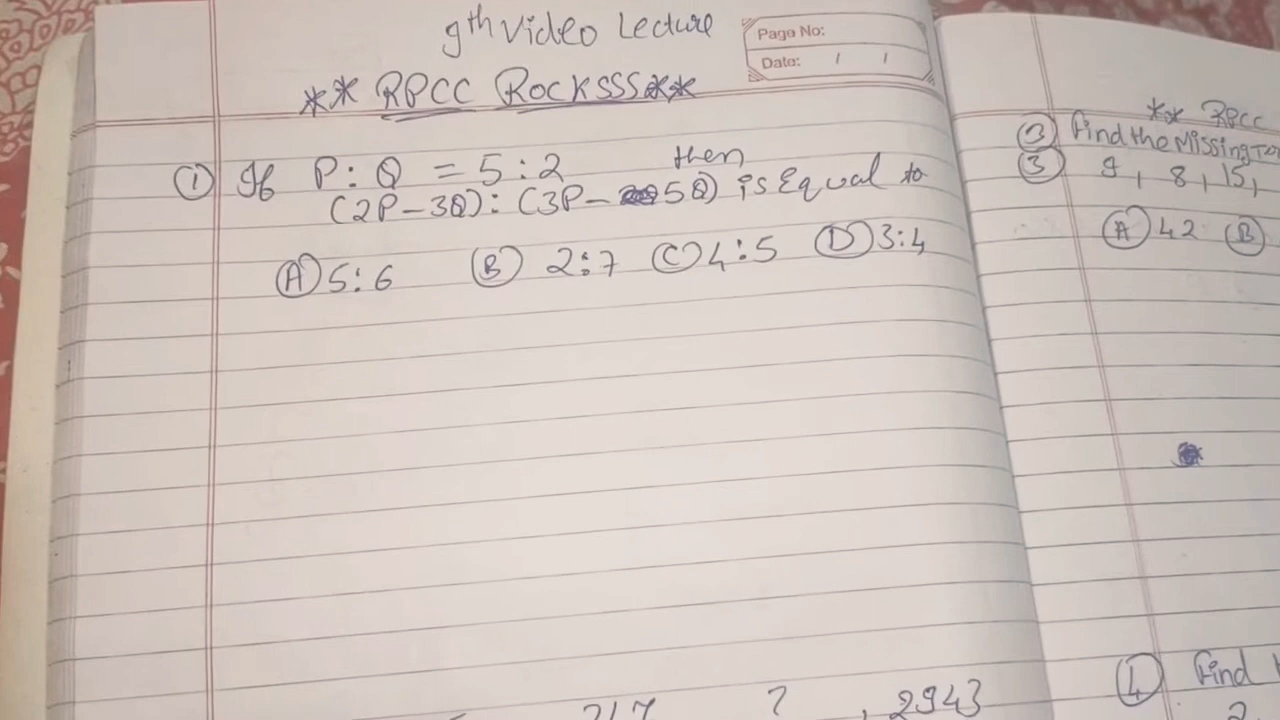 9th Video Lecture
Page No:
Date: / /
** RPCC ROCKSSS**
① If P : Q = 5 : 2 then
(2P-3Q): (3P- 5Q) is Equal to
Ⓐ 5:6 Ⓑ 2:7 Ⓒ 4:5 Ⓓ 3:4
217 ? , 2943
** RPCC
③ Find the Missing
③ 9, 8, 15,
Ⓐ 42 Ⓑ
④ Find